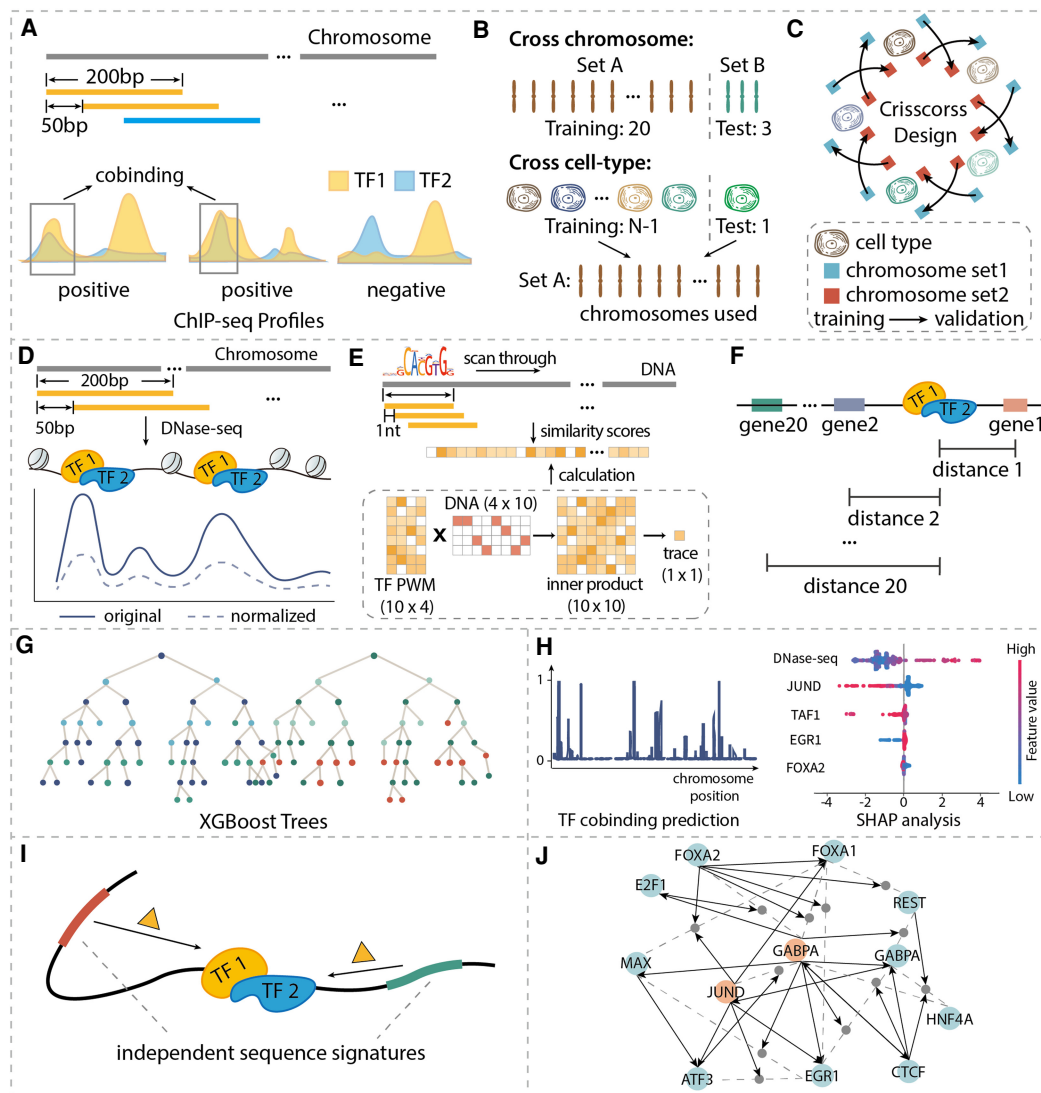 A
Chromosome
...
200bp
50bp
...
cobinding
TF1
TF2
positive
positive
negative
ChIP-seq Profiles
B
Cross chromosome:
Set A
Set B
...
Training: 20
Test: 3
Cross cell-type:
...
Training: N-1
Test: 1
Set A:
...
chromosomes used
C
Crisscorss
Design
cell type
chromosome set1
chromosome set2
training
validation
D
Chromosome
...
200bp
...
50bp
DNase-seq
TF 1
TF 2
TF 1
TF 2
original
normalized
E
CACGTG
scan through
DNA
...
...
1nt
similarity scores
...
calculation
DNA (4 x 10)
X
TF PWM
(10 x 4)
inner product
(10 x 10)
trace
(1 x 1)
F
TF 1
TF 2
...
gene20
gene2
gene1
distance 1
distance 2
...
distance 20
G
XGBoost Trees
H
1
0
chromosome
position
TF cobinding prediction
High
DNase-seq
JUND
TAF1
EGR1
FOXA2
Feature value
Low
-4
-2
0
2
4
SHAP analysis
I
TF 1
TF 2
independent sequence signatures
J
FOXA2
FOXA1
E2F1
REST
GABPA
GABPA
MAX
JUND
HNF4A
ATF3
EGR1
CTCF